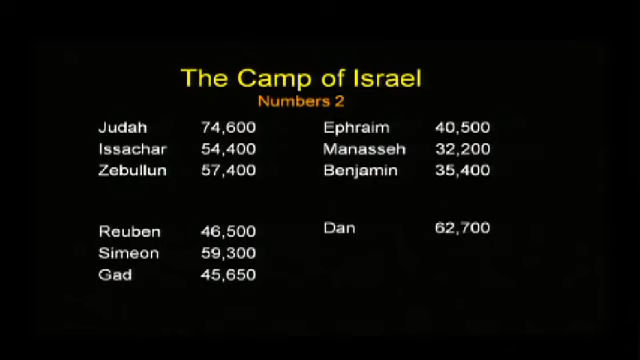 The Camp of Israel
Numbers 2
Judah 74,600
Issachar 54,400
Zebullun 57,400
Ephraim 40,500
Manasseh 32,200
Benjamin 35,400
Reuben 46,500
Simeon 59,300
Gad 45,650
Dan 62,700